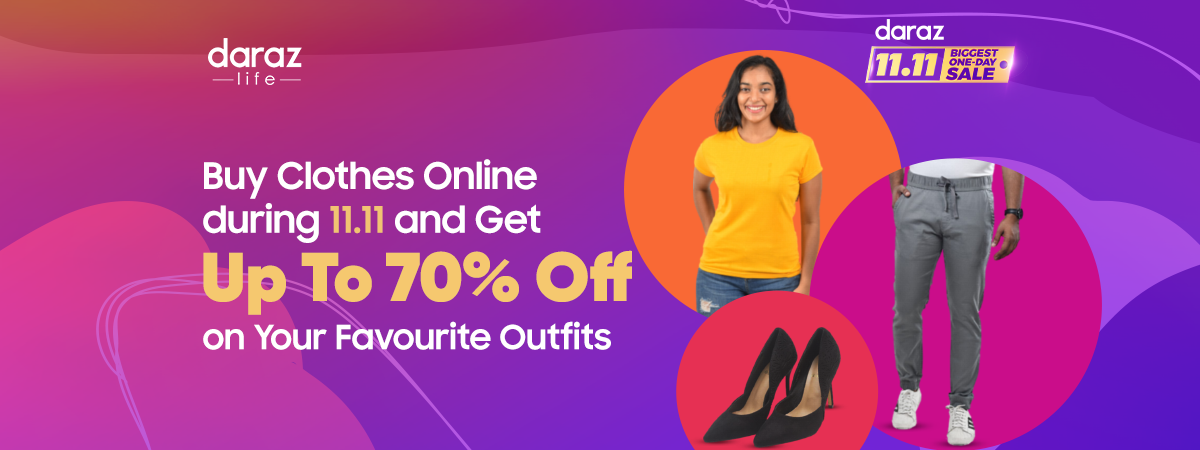 daraz
life
daraz
11.11
BIGGEST
ONE-DAY
SALE
Buy Clothes Online
during 11.11 and Get
Up To 70% Off
on Your Favourite Outfits